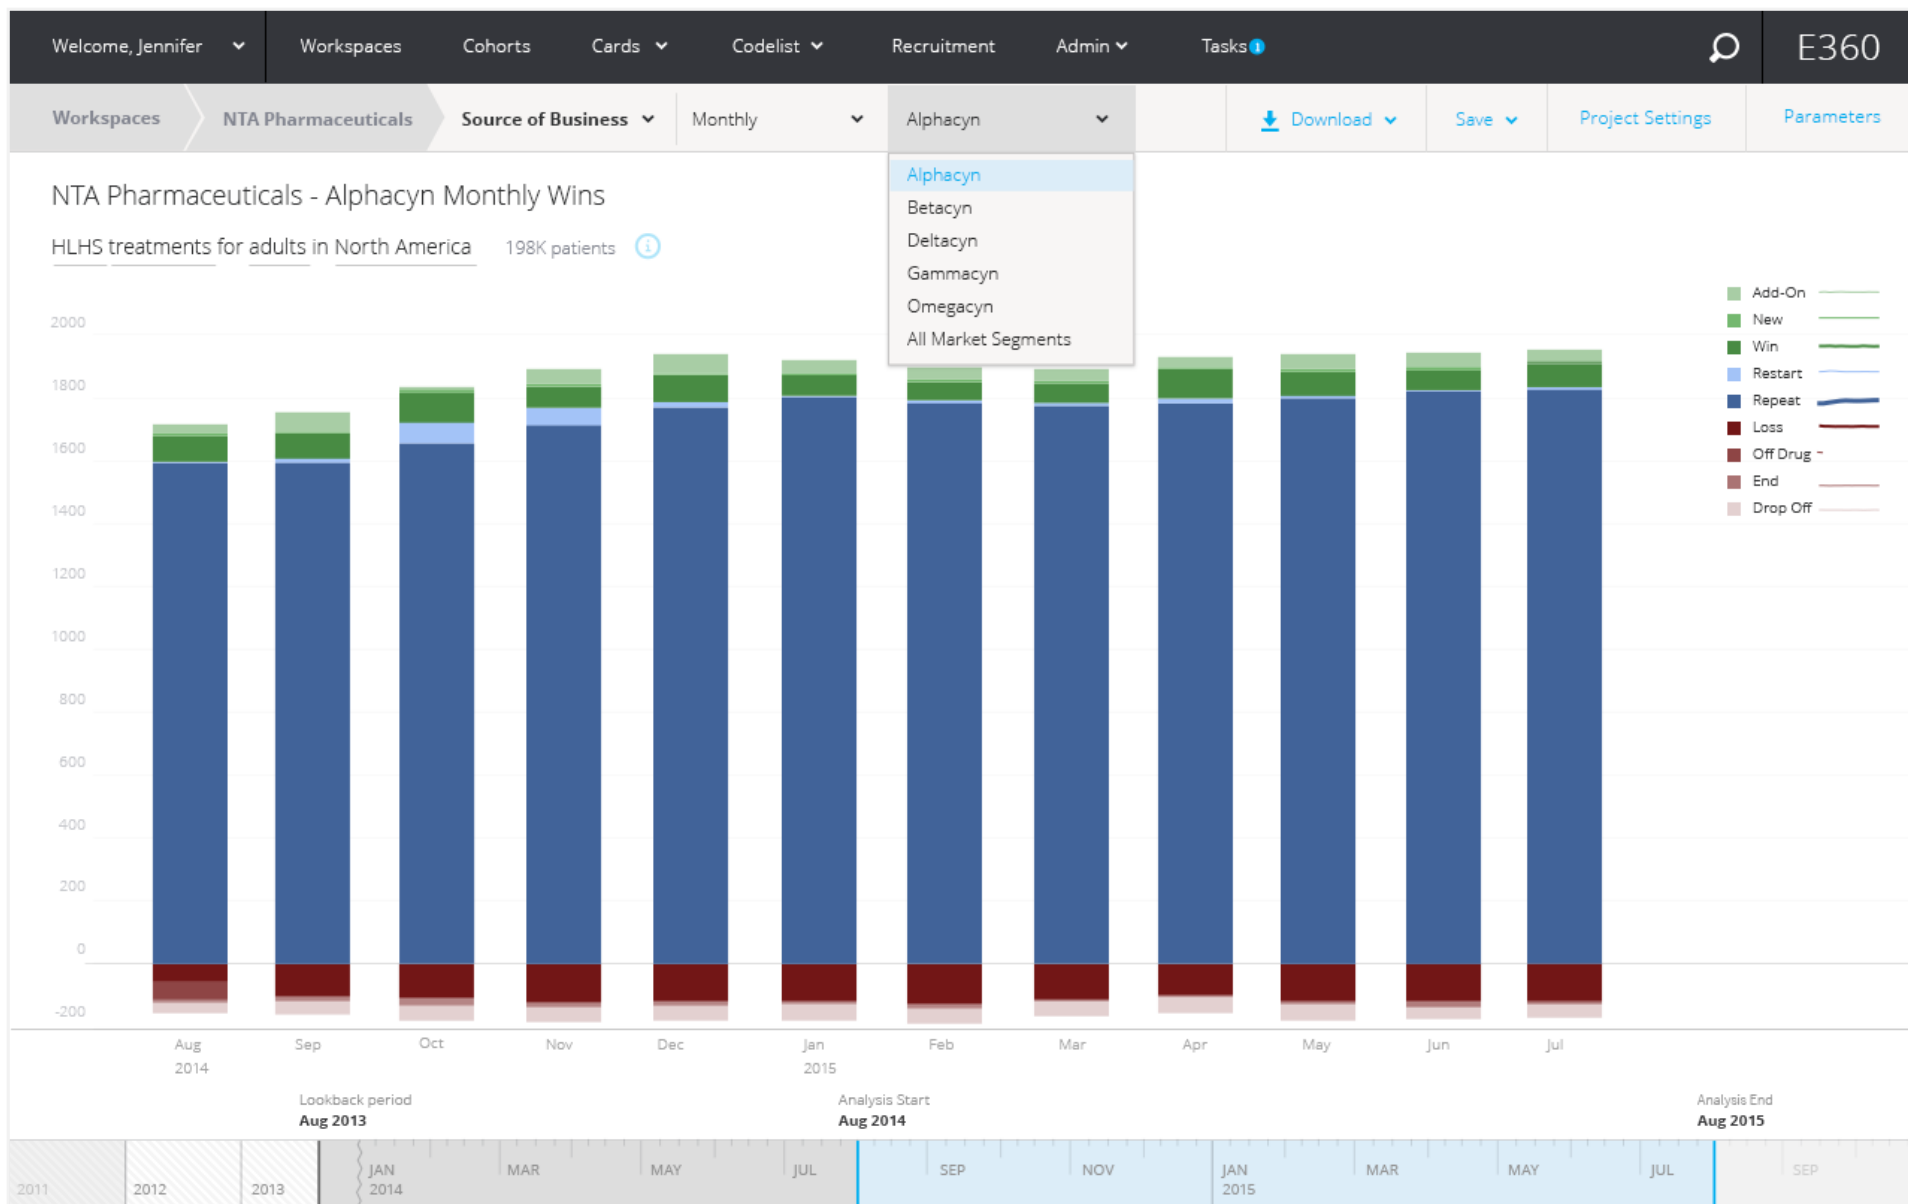 Welcome, Jennifer Workspaces Cohorts Cards Codelist Recruitment Admin Tasks i E360
Workspaces NTA Pharmaceuticals Source of Business Monthly Alphacyn Download Save Project Settings Parameters
Alphacyn
Betacyn
Deltacyn
Gammacyn
Omegacyn
All Market Segments
NTA Pharmaceuticals - Alphacyn Monthly Wins
HLHS treatments for adults in North America 198K patients i
Add-On
New
Win
Restart
Repeat
Loss
Off Drug
End
Drop Off
2000
1800
1600
1400
1200
1000
800
600
400
200
0
-200
Aug Sep Oct Nov Dec Jan Feb Mar Apr May Jun Jul
2014 2015
Lookback period Analysis Start Analysis End
Aug 2013 Aug 2014 Aug 2015
JAN MAR MAY JUL SEP NOV JAN MAR MAY JUL SEP
2011 2012 2013 2014 2015